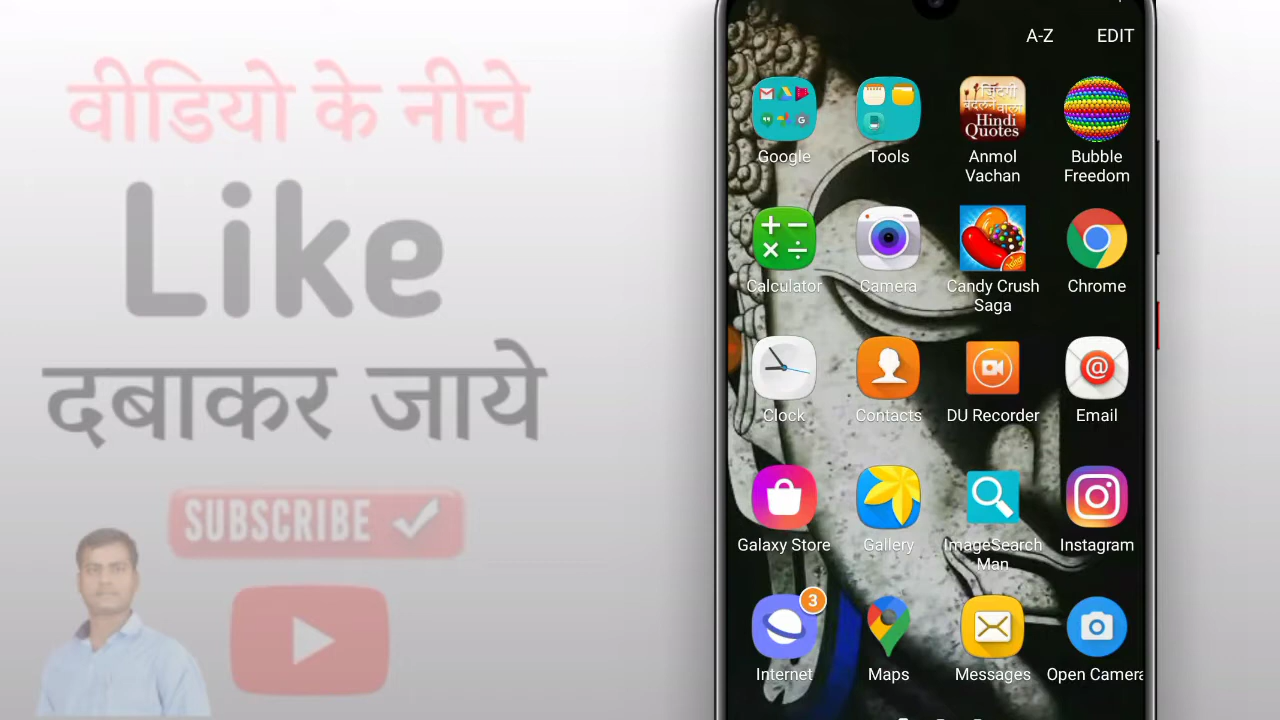 वीडियो के नीचे
Like
दबाकर जाये
SUBSCRIBE
A-Z EDIT
जिंदगी
Hindi
Quotes
Google Tools Anmol Vachan Bubble Freedom
Calculator Camera Candy Crush Saga Chrome
Clock Contacts DU Recorder Email
Galaxy Store Gallery ImageSearch Man Instagram
3
Internet Maps Messages Open Camera